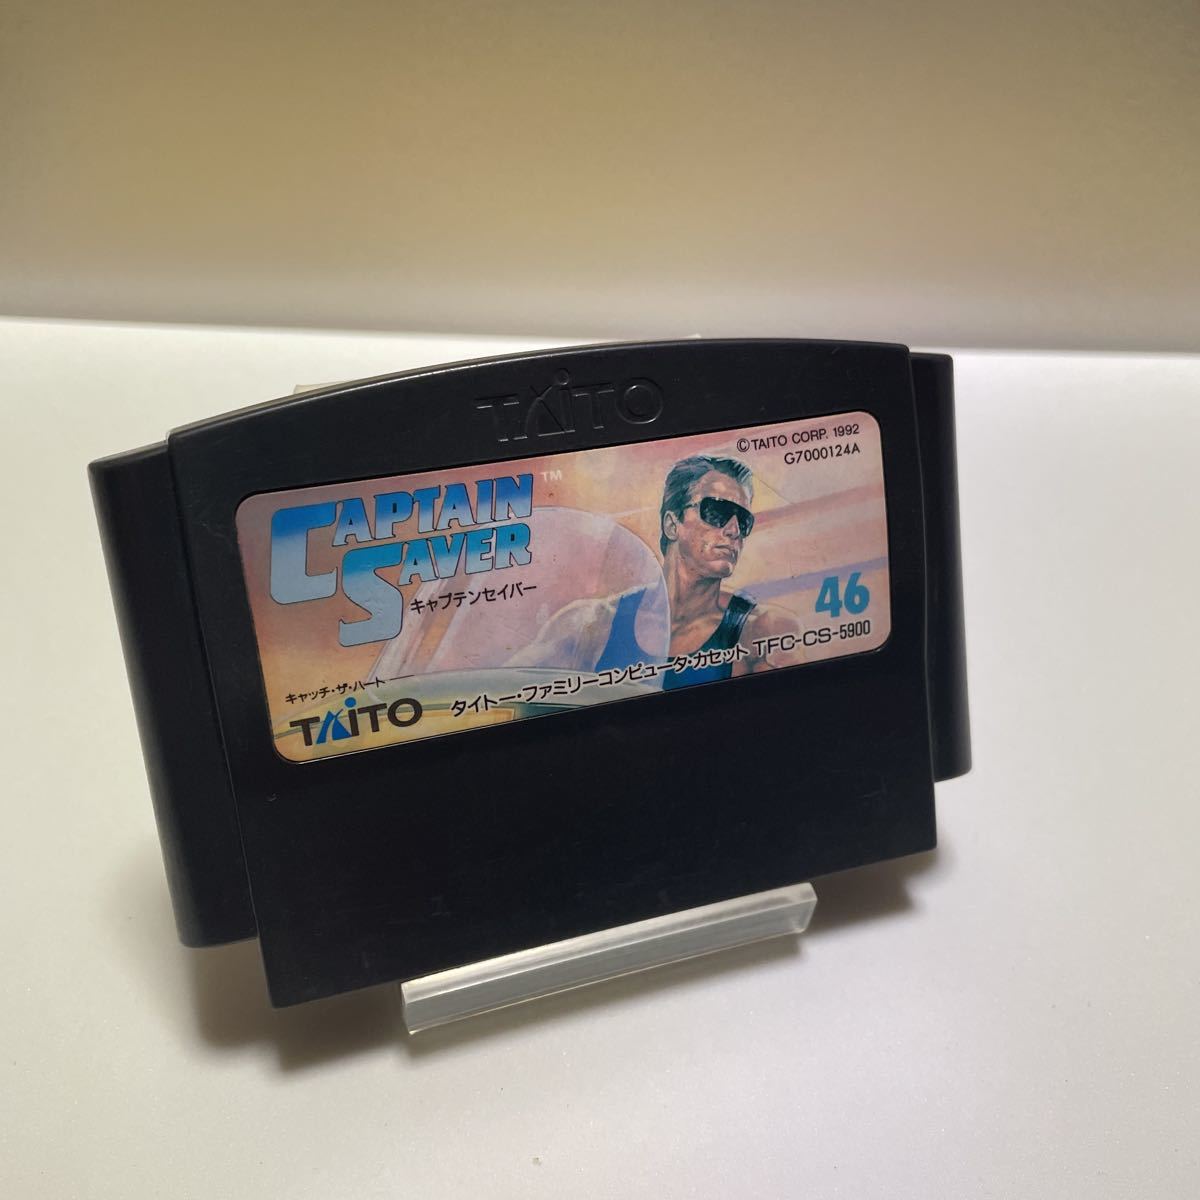 TAITO
©TAITO CORP. 1992
G7000124A
CAPTAIN SAVER™
キャプテンセイバー
46
キャッチ・ザ・ハート
TAITO
タイトー・ファミリーコンピュータ・カセット TFC-CS-5900